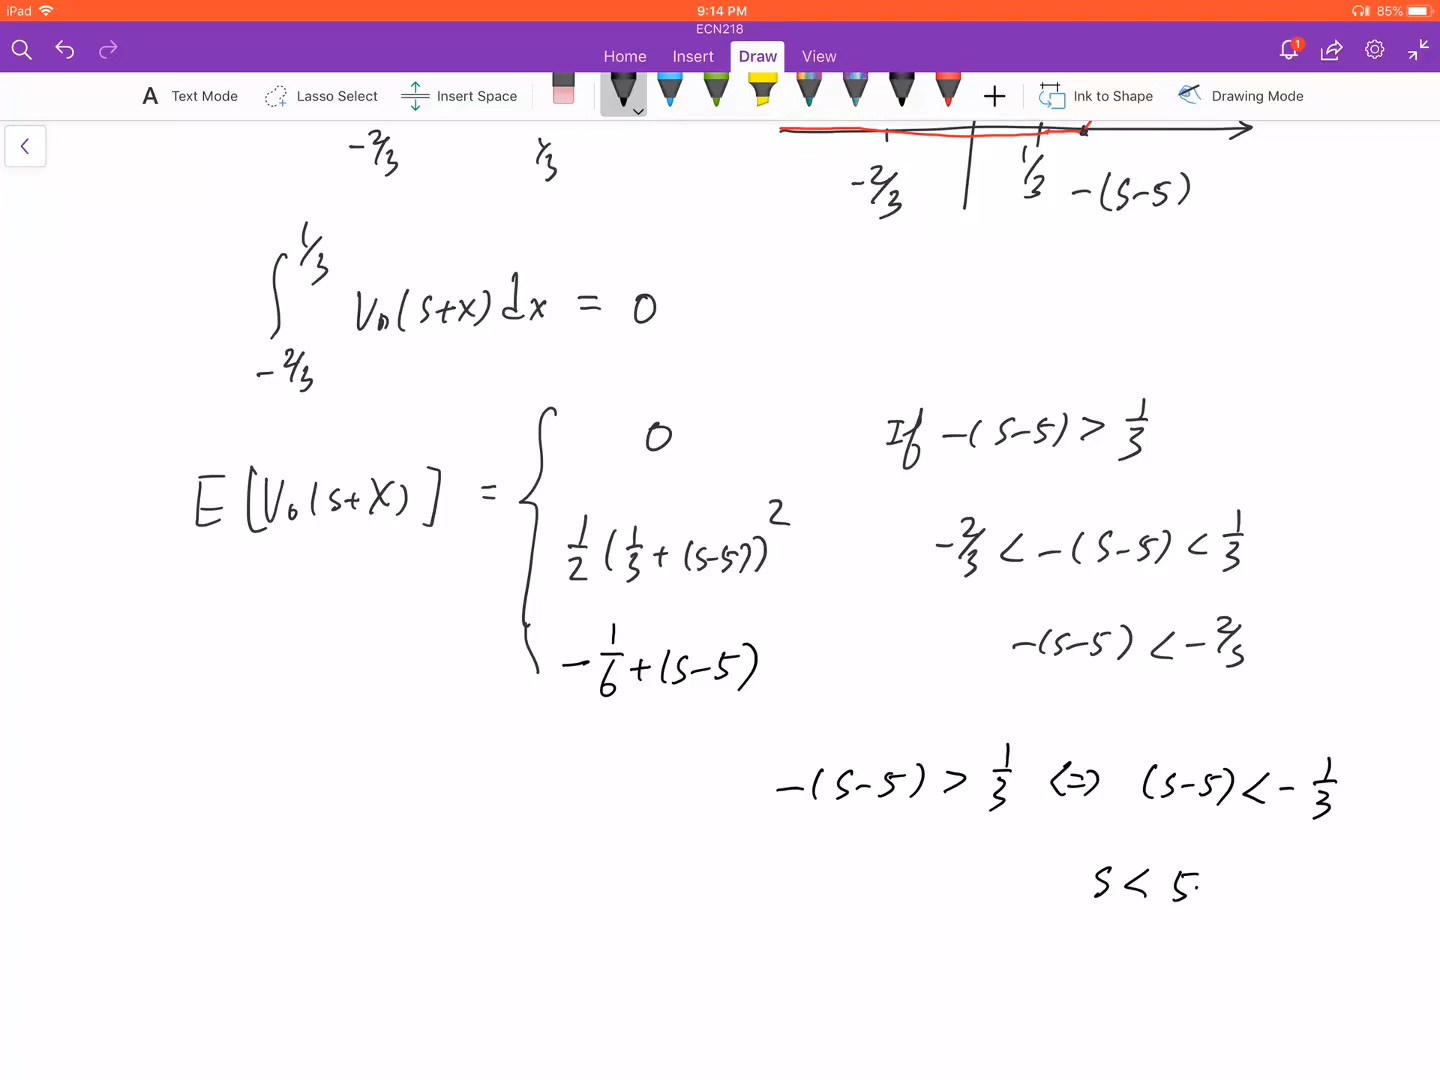 iPad 9:14 PM 85%
ECN218
Home Insert Draw View 1
A Text Mode Lasso Select Insert Space + Ink to Shape Drawing Mode
-2/3 1/3 -2/3 1/3 -(S-5)
∫_{-2/3}^{1/3} V₀(S+x)dx = 0
E[V₀(S+X)] = {
0 If -(S-5) > 1/3
1/2 (1/3 + (S-5))² -2/3 < -(S-5) < 1/3
-1/6 + (S-5) -(S-5) < -2/3
-(S-5) > 1/3 <=> (S-5) < -1/3
S < 5